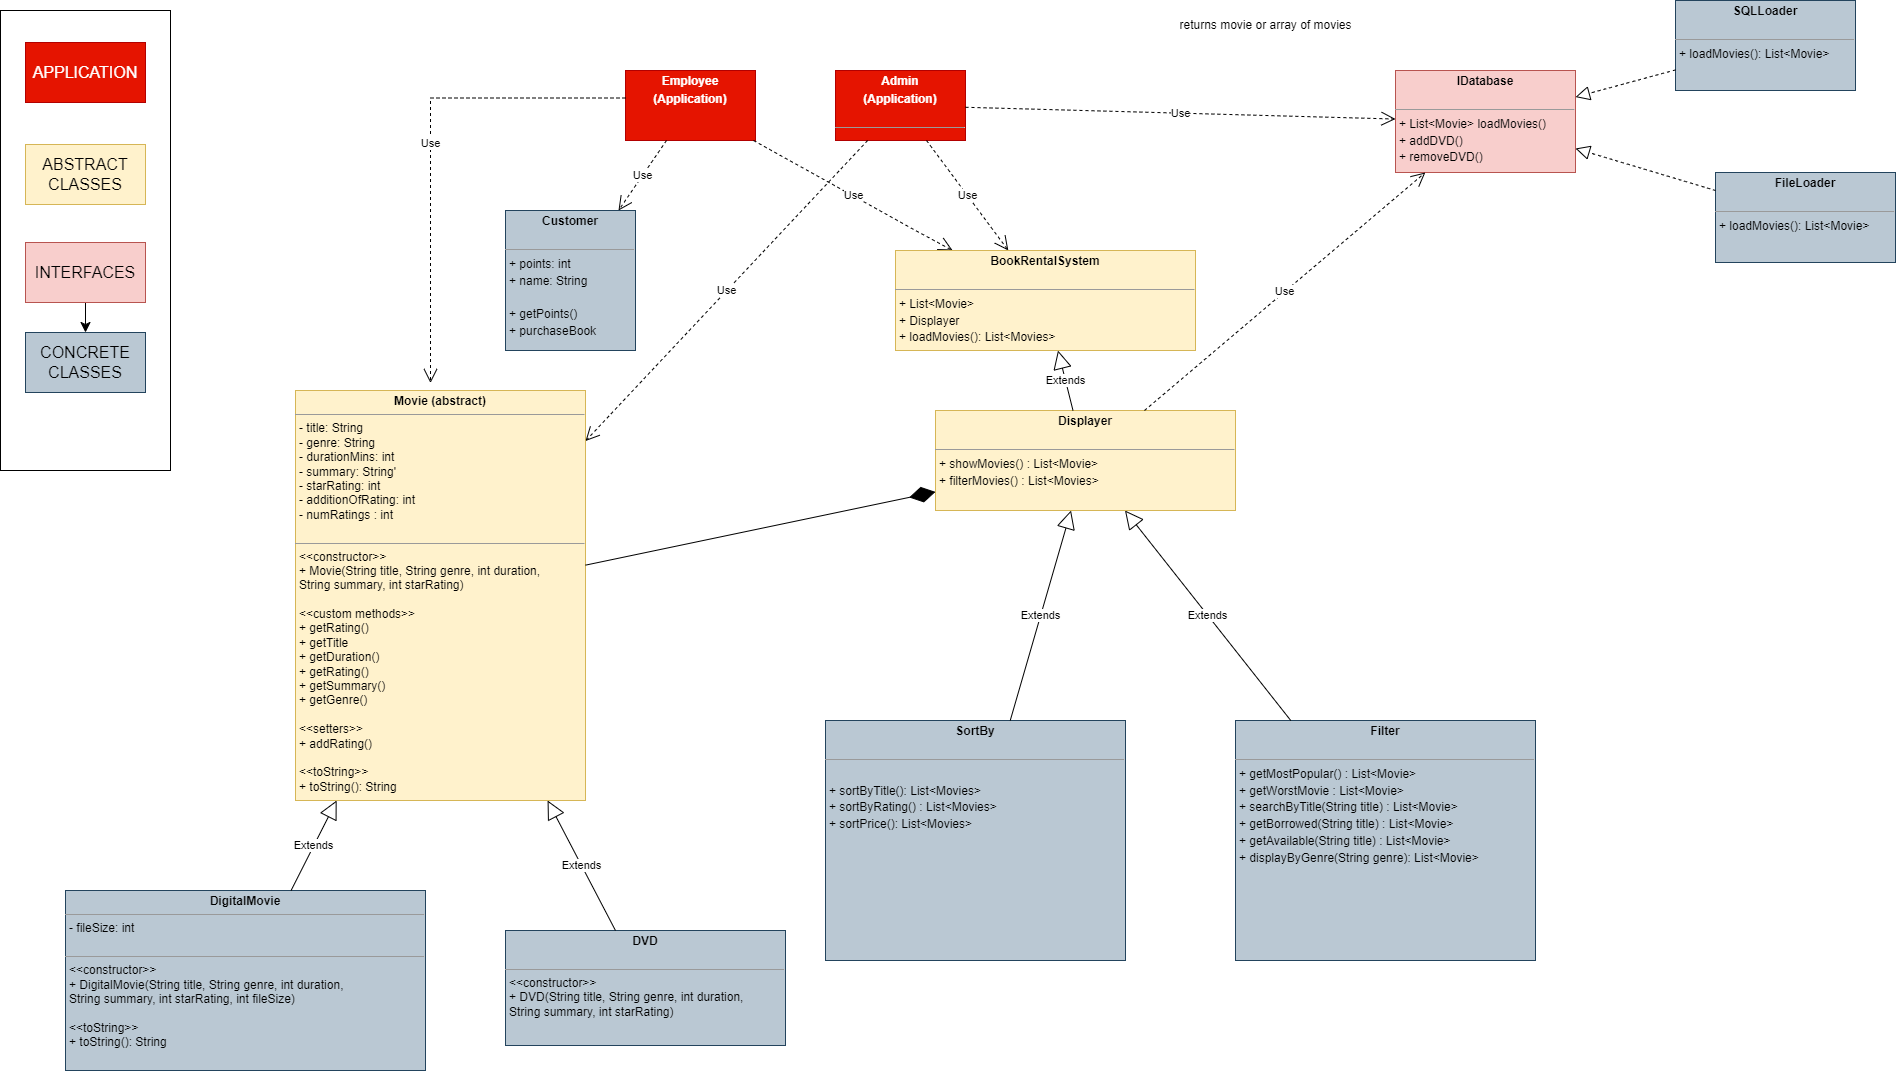 APPLICATION
ABSTRACT
CLASSES
INTERFACES
CONCRETE
CLASSES
returns movie or array of movies
Employee
(Application)
Admin
(Application)
IDatabase
+ List<Movie> loadMovies()
+ addDVD()
+ removeDVD()
SQLLoader
+ loadMovies(): List<Movie>
FileLoader
+ loadMovies(): List<Movie>
Use
Use
Use
Use
Use
Use
Use
Customer
+ points: int
+ name: String
+ getPoints()
+ purchaseBook
BookRentalSystem
+ List<Movie>
+ Displayer
+ loadMovies(): List<Movies>
Extends
Displayer
+ showMovies() : List<Movie>
+ filterMovies() : List<Movies>
Movie (abstract)
- title: String
- genre: String
- durationMins: int
- summary: String'
- starRating: int
- additionOfRating: int
- numRatings : int
<<constructor>>
+ Movie(String title, String genre, int duration,
String summary, int starRating)
<<custom methods>>
+ getRating()
+ getTitle
+ getDuration()
+ getRating()
+ getSummary()
+ getGenre()
<<setters>>
+ addRating()
<<toString>>
+ toString(): String
Extends
Extends
SortBy
+ sortByTitle(): List<Movies>
+ sortByRating() : List<Movies>
+ sortPrice(): List<Movies>
Filter
+ getMostPopular() : List<Movie>
+ getWorstMovie : List<Movie>
+ searchByTitle(String title) : List<Movie>
+ getBorrowed(String title) : List<Movie>
+ getAvailable(String title) : List<Movie>
+ displayByGenre(String genre): List<Movie>
Extends
Extends
DigitalMovie
- fileSize: int
<<constructor>>
+ DigitalMovie(String title, String genre, int duration,
String summary, int starRating, int fileSize)
<<toString>>
+ toString(): String
DVD
<<constructor>>
+ DVD(String title, String genre, int duration,
String summary, int starRating)